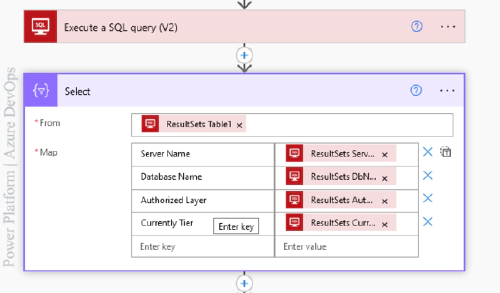 SQL
Execute a SQL query (V2)
Select
* From
ResultSets Table1 ×
* Map
Server Name
ResultSets Serv... ×
Database Name
ResultSets DbN... ×
Authorized Layer
ResultSets Aut... ×
Currently Tier
Enter key
ResultSets Curr... ×
Enter key
Enter value
Power Platform | Azure DevOps